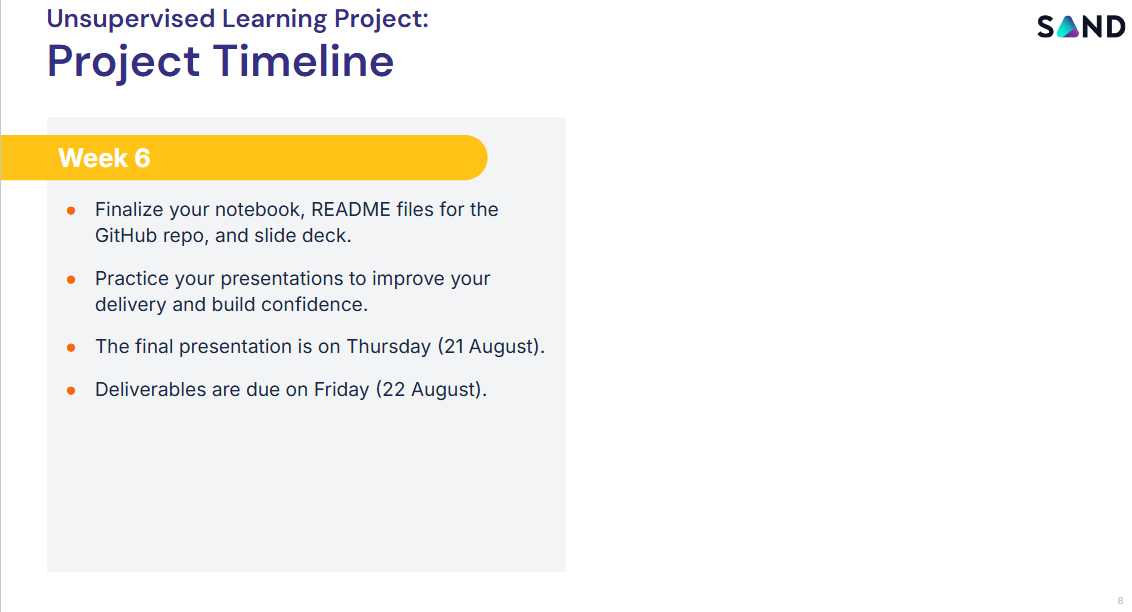 Unsupervised Learning Project:
Project Timeline
SAND
Week 6
Finalize your notebook, README files for the
GitHub repo, and slide deck.
Practice your presentations to improve your
delivery and build confidence.
The final presentation is on Thursday (21 August).
Deliverables are due on Friday (22 August).
8